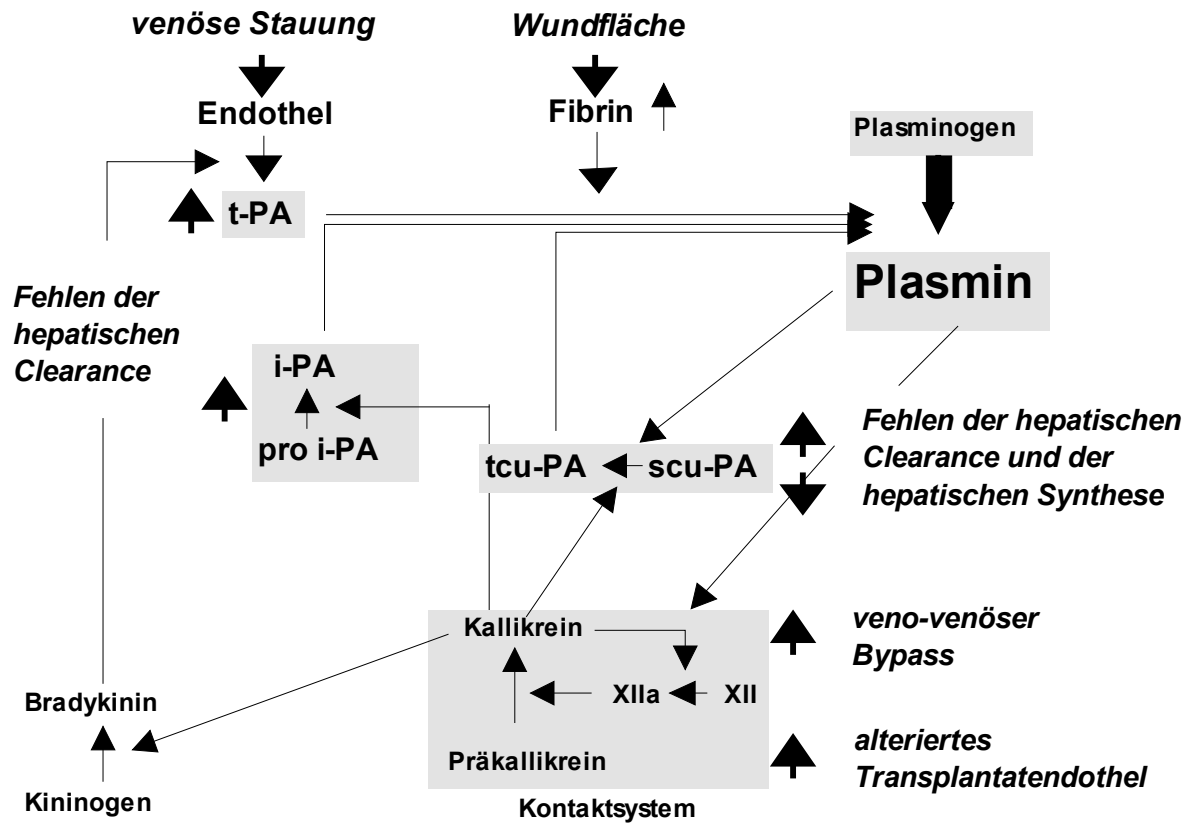 venöse Stauung
Wundfläche
Endothel
Fibrin
Plasminogen
t-PA
Plasmin
Fehlen der
hepatischen
Clearance
i-PA
pro i-PA
tcu-PA
scu-PA
Fehlen der hepatischen
Clearance und der
hepatischen Synthese
Kallikrein
veno-venöser
Bypass
XIIa
XII
Bradykinin
Präkallikrein
alteriertes
Transplantatendothel
Kininogen
Kontaktsystem